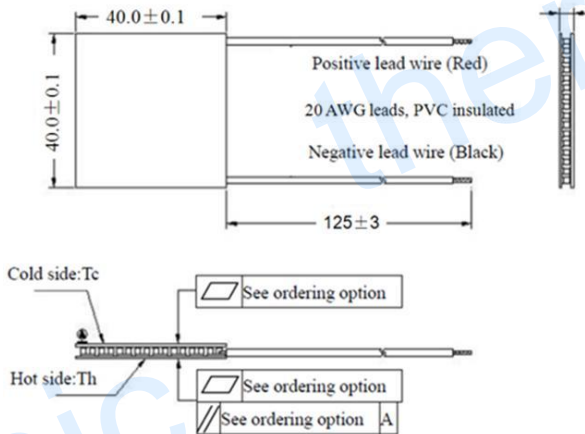 40.0±0.1
40.0±0.1
Positive lead wire (Red)
20 AWG leads, PVC insulated
Negative lead wire (Black)
125±3
Cold side:Tc
See ordering option
Hot side:Th
See ordering option
See ordering option A